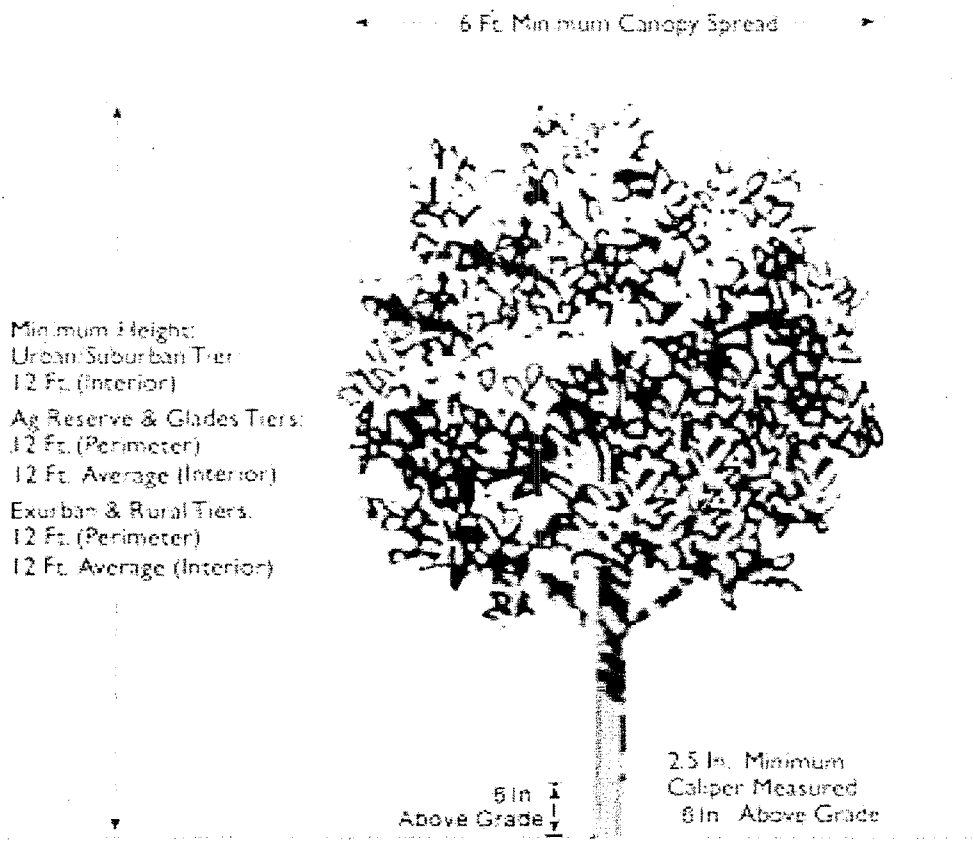 6 Ft. Minimum Canopy Spread
Minimum Height:
Urban/Suburban Tier
12 Ft. (Interior)
Ag Reserve & Glades Tiers:
12 Ft. (Perimeter)
12 Ft. Average (Interior)
Exurban & Rural Tiers:
12 Ft. (Perimeter)
12 Ft. Average (Interior)
In
Above Grade
2.5 In. Minimum
Caliper Measured
In Above Grade